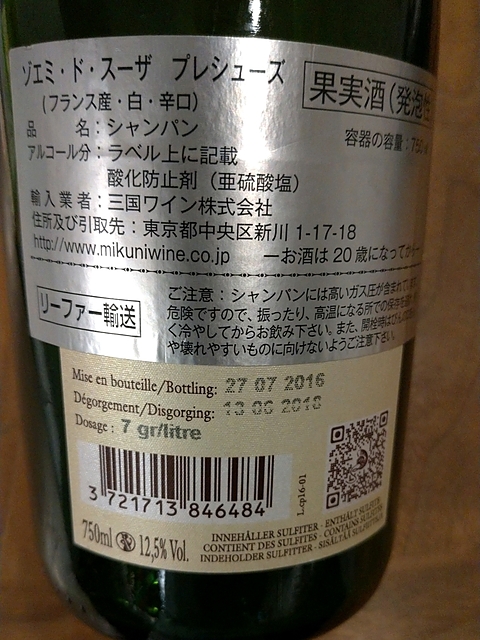 ゾエミ・ド・スーザ プレシューズ
果実酒(発泡性
(フランス産・白・辛口)
品 名:シャンパン
容器の容量:750
アルコール分:ラベル上に記載
酸化防止剤(亜硫酸塩)
輸入業者:三国ワイン株式会社
住所及び引取先:東京都中央区新川 1-17-18
http://www.mikuniwine.co.jp ーお酒は 20 歳になってから
リーファー輸送
ご注意:シャンパンには高いガス圧が含まれてい
危険ですので、振ったり、高温になる所での保存を
く冷やしてからお飲み下さい。また、開栓時は
や壊れやすいものに向けないようご注意下さい。
Mise en bouteille/Bottling: 27 07 2016
Dégorgement/Disgorging: 13 06 2018
Dosage : 7 gr/litre
3 721713 846484
L-cp16-01
750ml 12,5% Vol.
INNEHÅLLER SULFITER - ENTHÄLT SULFITE
CONTIENT DES SULFITES - CONTAINS SULFITES
INDEHOLDER SULFITTER - SISÄLTÄÄ SULFIITTEJA